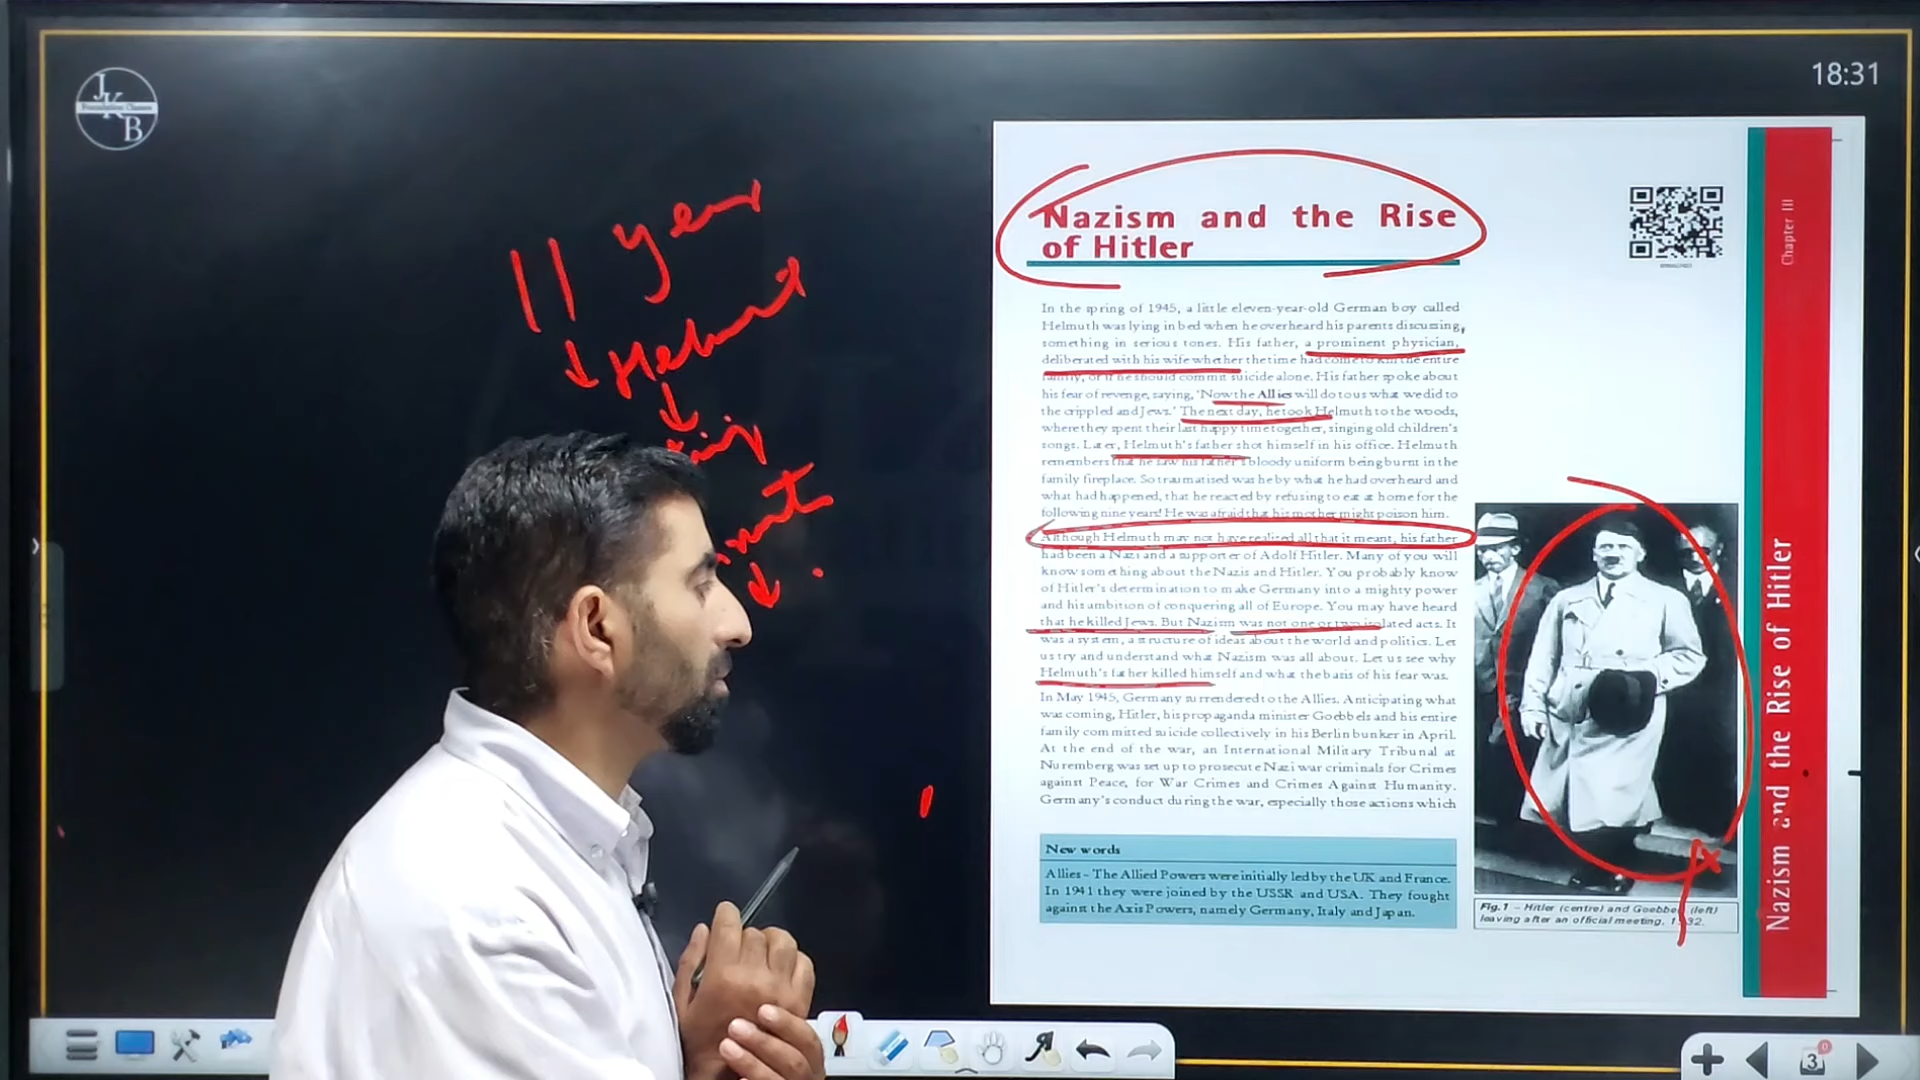 JKB
Foundation Classes
18:31
11 year
Helmut
Nazism and the Rise
of Hitler
Chapter III
In the spring of 1945, a little eleven-year-old German boy called
Helmuth was lying in bed when he overheard his parents discussing
something in serious tones. His father, a prominent physician,
deliberated with his wife whether the time had come to kill the entire
family, or if he should commit suicide alone. His father spoke about
his fear of revenge, saying, 'Now the Allies will do to us what we did to
the crippled and Jews.' The next day, he took Helmuth to the woods,
where they spent their last happy time together, singing old children's
songs. Later, Helmuth's father shot himself in his office. Helmuth
remembers that he saw his father's bloody uniform being burnt in the
family fireplace. So traumatised was he by what he had overheard and
what had happened, that he reacted by refusing to eat at home for the
following nine years! He was afraid that his mother might poison him.
Although Helmuth may not have realised all that it meant, his father
had been a Nazi and a supporter of Adolf Hitler. Many of you will
know something about the Nazis and Hitler. You probably know
of Hitler's determination to make Germany into a mighty power
and his ambition of conquering all of Europe. You may have heard
that he killed Jews. But Nazism was not one or two isolated acts. It
was a system, a structure of ideas about the world and politics. Let
us try and understand what Nazism was all about. Let us see why
Helmuth's father killed himself and what the basis of his fear was.
In May 1945, Germany surrendered to the Allies. Anticipating what
was coming, Hitler, his propaganda minister Goebbels and his entire
family committed suicide collectively in his Berlin bunker in April.
At the end of the war, an International Military Tribunal at
Nuremberg was set up to prosecute Nazi war criminals for Crimes
against Peace, for War Crimes and Crimes Against Humanity.
Germany's conduct during the war, especially those actions which
New words
Allies – The Allied Powers were initially led by the UK and France.
In 1941 they were joined by the USSR and USA. They fought
against the Axis Powers, namely Germany, Italy and Japan.
Fig.1 – Hitler (centre) and Goebbels (left)
leaving after an official meeting, 1932.
Nazism and the Rise of Hitler
3
0